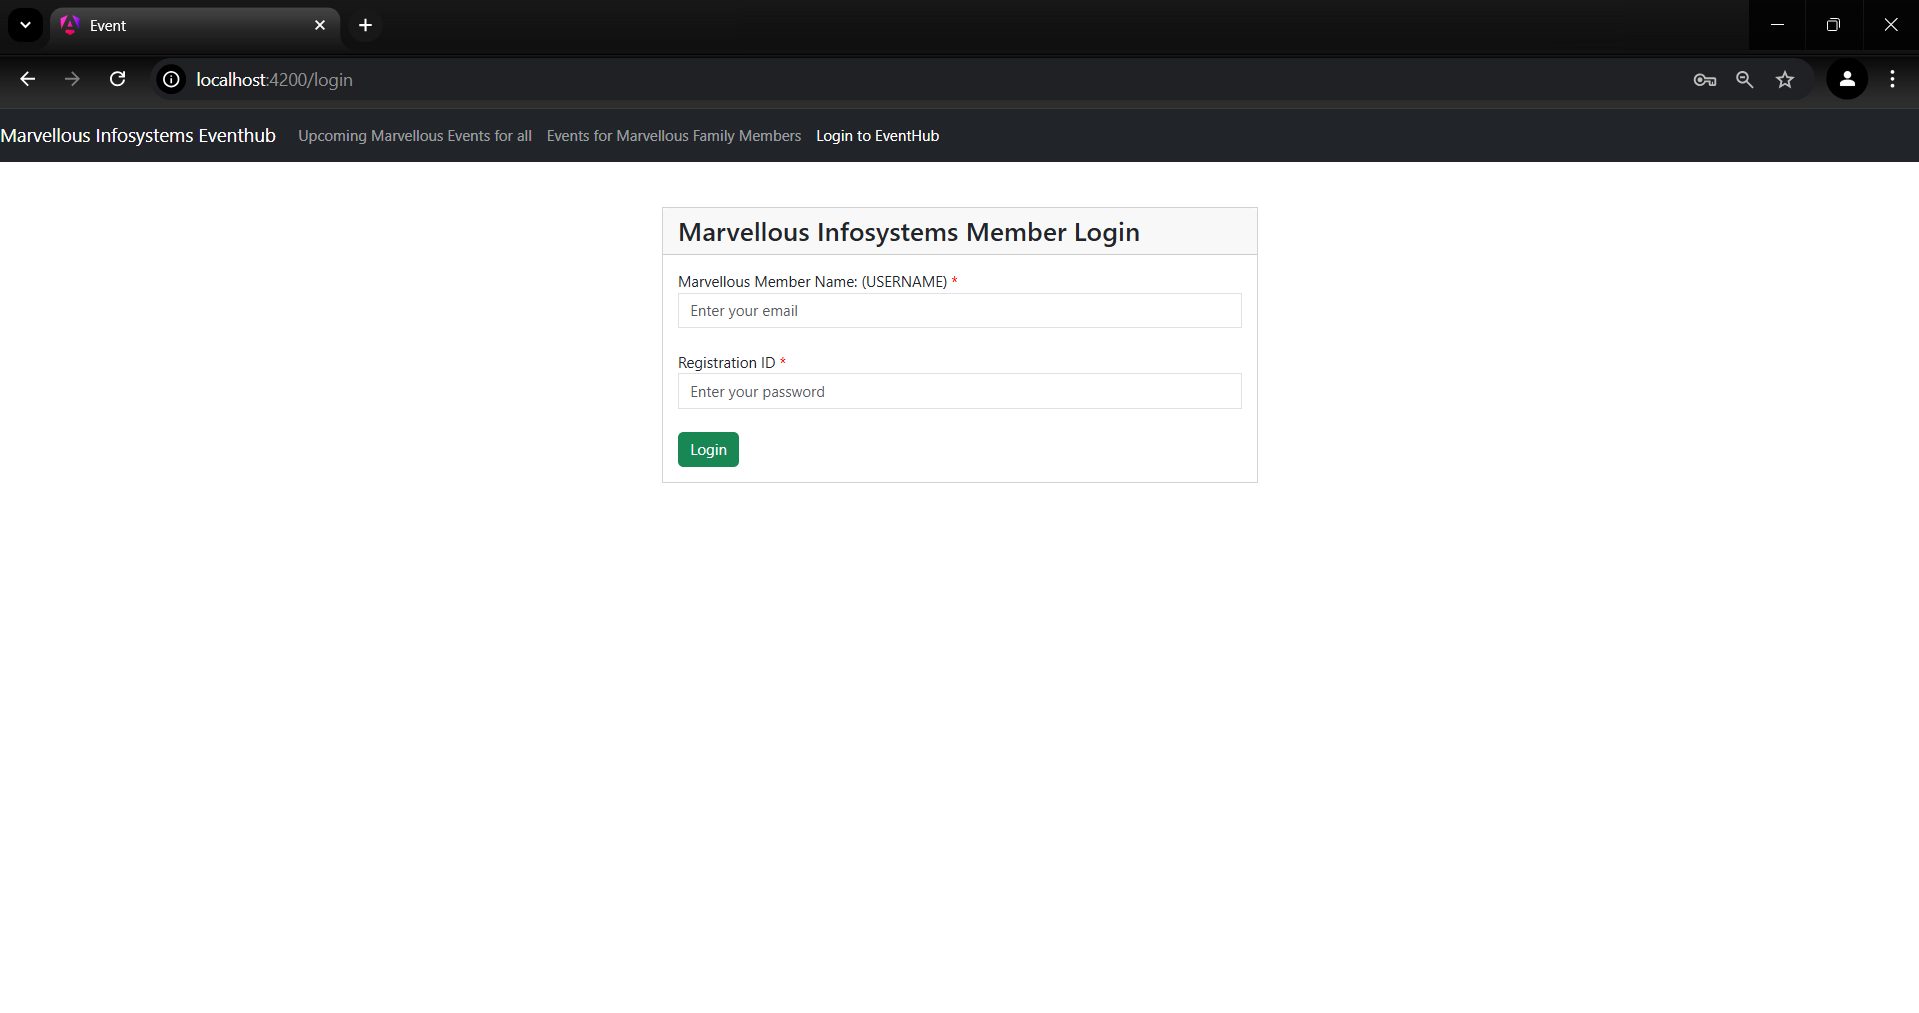 Event
localhost:4200/login
Marvellous Infosystems Eventhub Upcoming Marvellous Events for all Events for Marvellous Family Members Login to EventHub
Marvellous Infosystems Member Login
Marvellous Member Name: (USERNAME) *
Enter your email
Registration ID *
Enter your password
Login